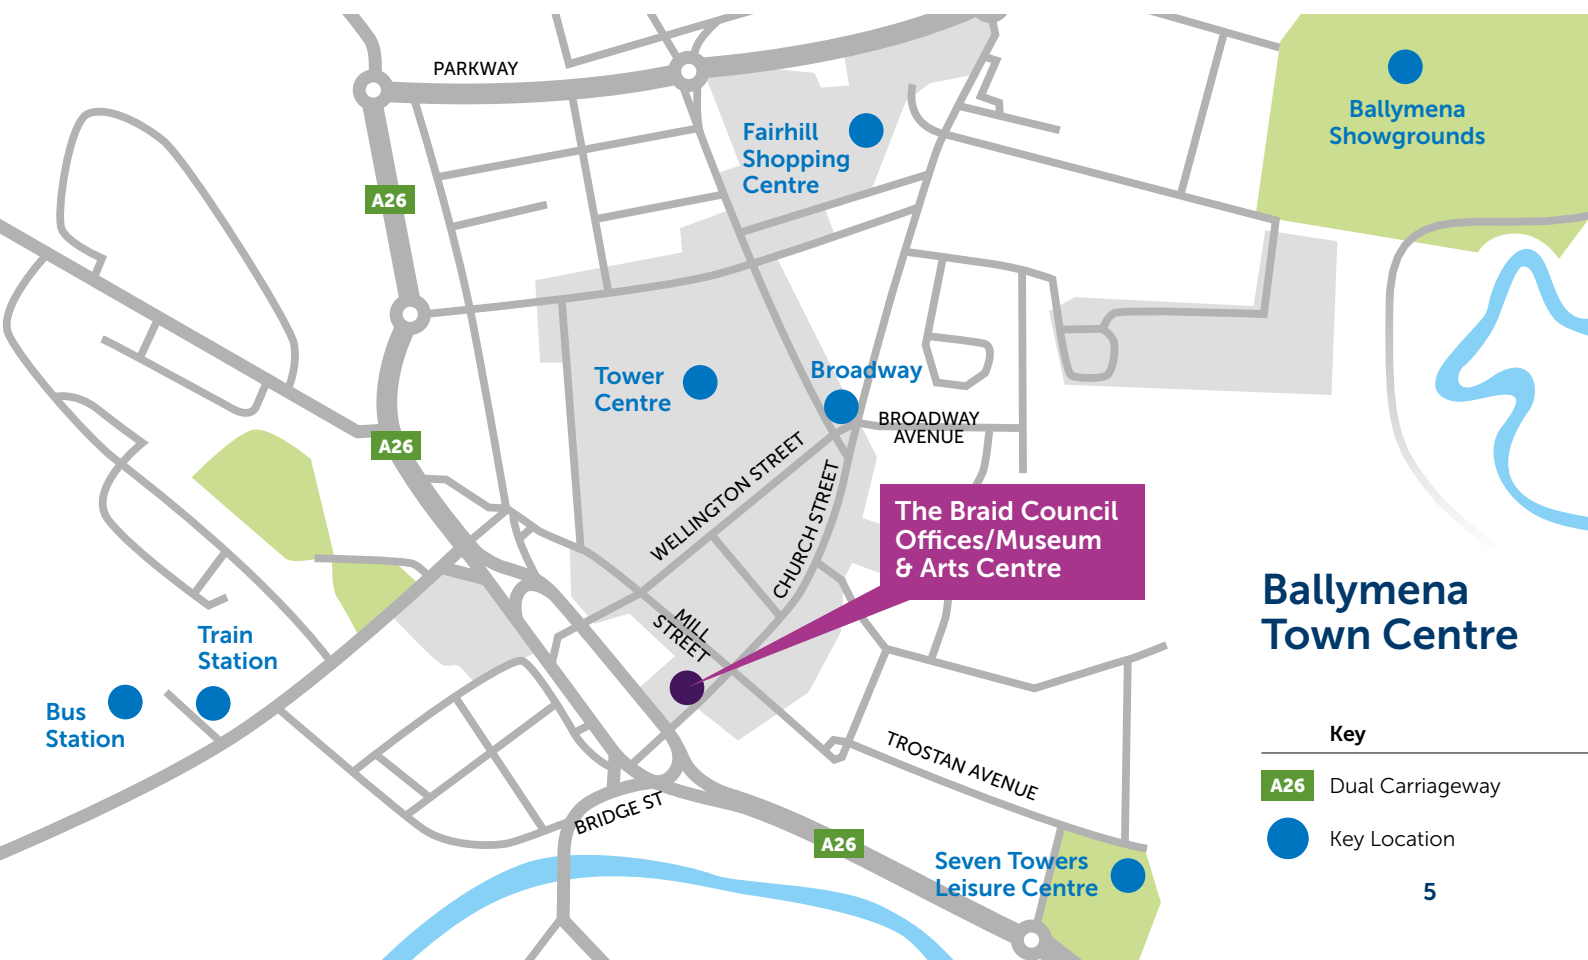 PARKWAY
Ballymena
Showgrounds
Fairhill
Shopping
Centre
A26
Tower
Centre
Broadway
BROADWAY
AVENUE
A26
WELLINGTON STREET
CHURCH STREET
The Braid Council
Offices/Museum
& Arts Centre
MILL
STREET
Train
Station
Bus
Station
TROSTAN AVENUE
BRIDGE ST
A26
Seven Towers
Leisure Centre
Ballymena
Town Centre
Key
A26 Dual Carriageway
Key Location
5